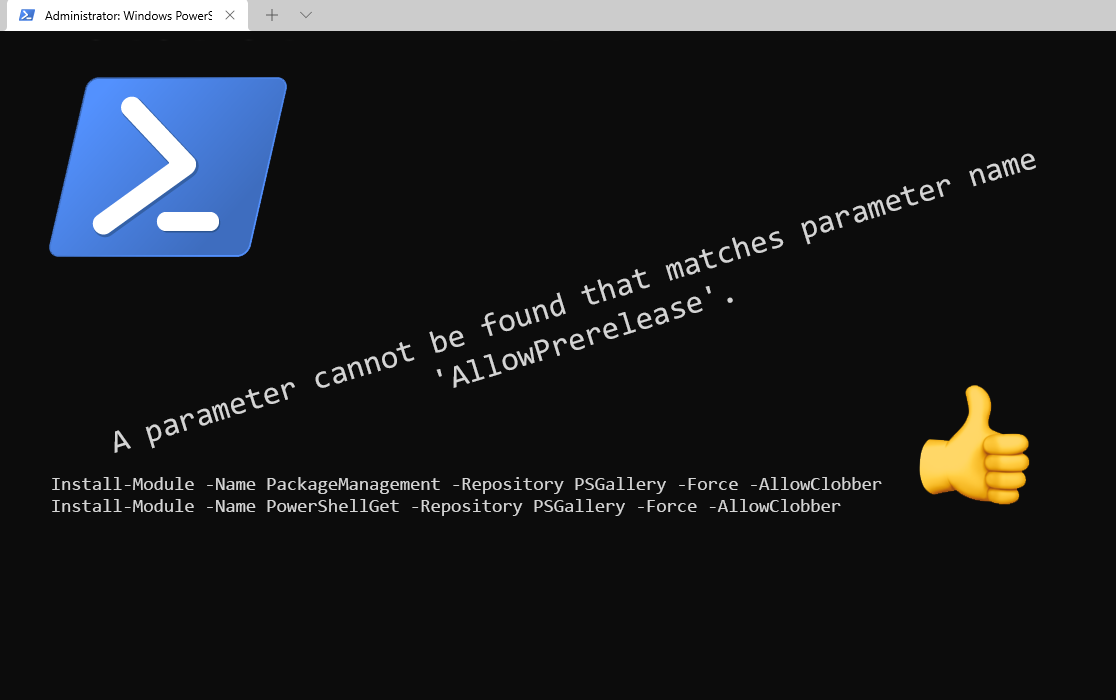 Administrator: Windows PowerS
A parameter cannot be found that matches parameter name
'AllowPrerelease'.
Install-Module -Name PackageManagement -Repository PSGallery -Force -AllowClobber
Install-Module -Name PowerShellGet -Repository PSGallery -Force -AllowClobber